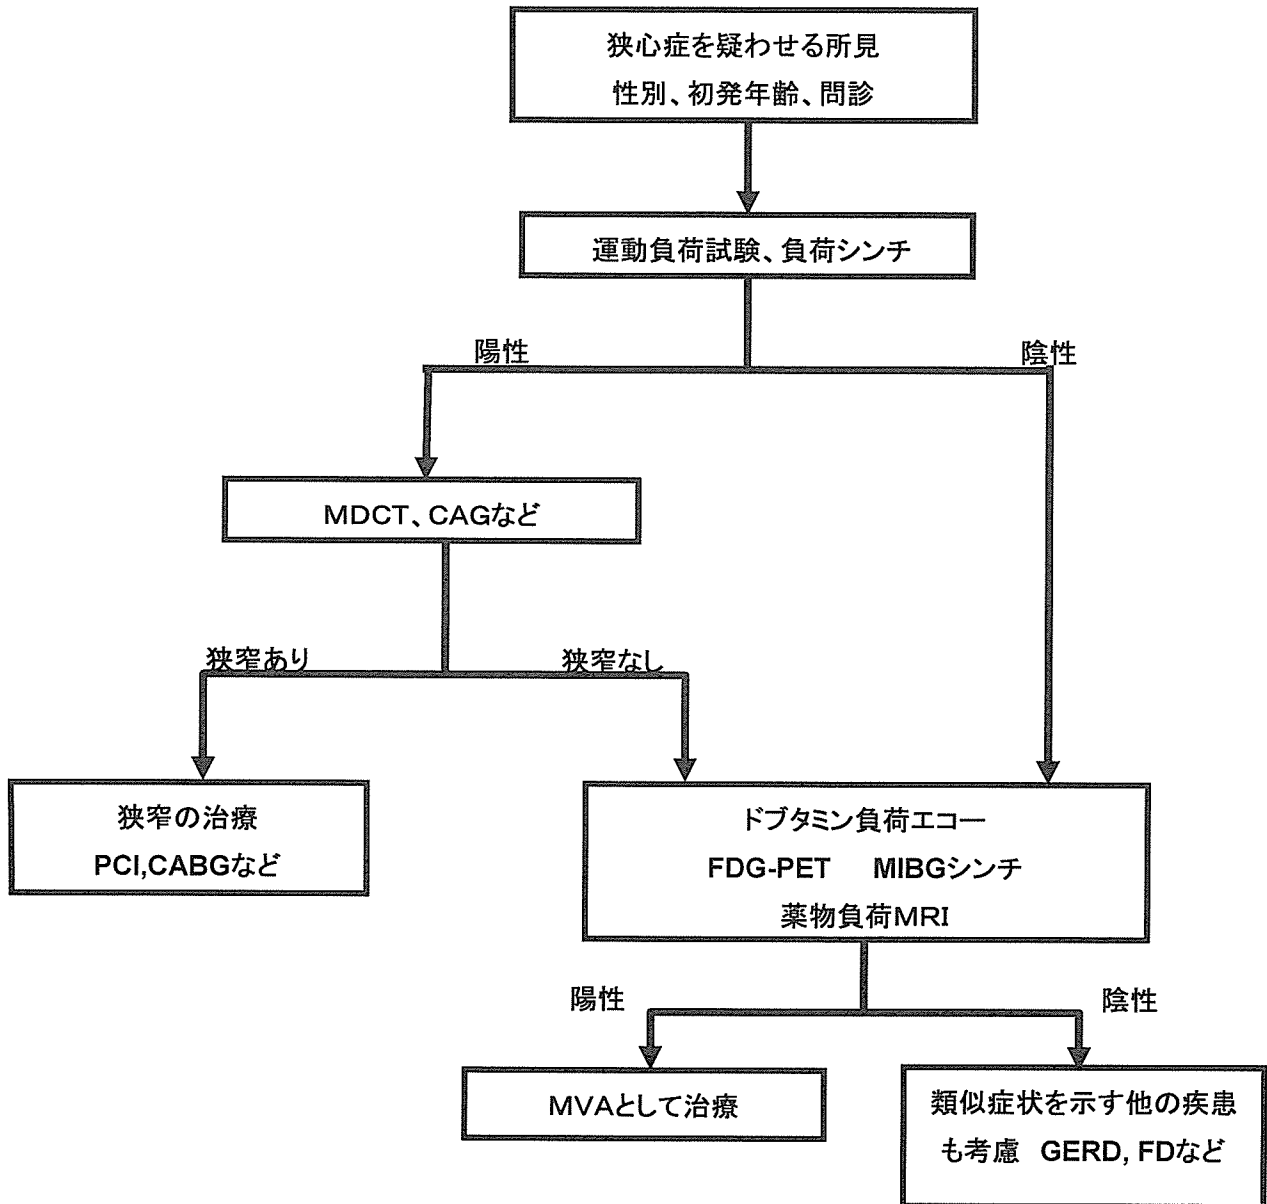 狭心症を疑わせる所見
性別、初発年齢、問診
運動負荷試験、負荷シンチ
陽性
陰性
MDCT、CAGなど
狭窄あり
狭窄なし
狭窄の治療
PCI,CABGなど
ドブタミン負荷エコー
FDG-PET MIBGシンチ
薬物負荷MRI
陽性
陰性
MVAとして治療
類似症状を示す他の疾患
も考慮 GERD, FDなど